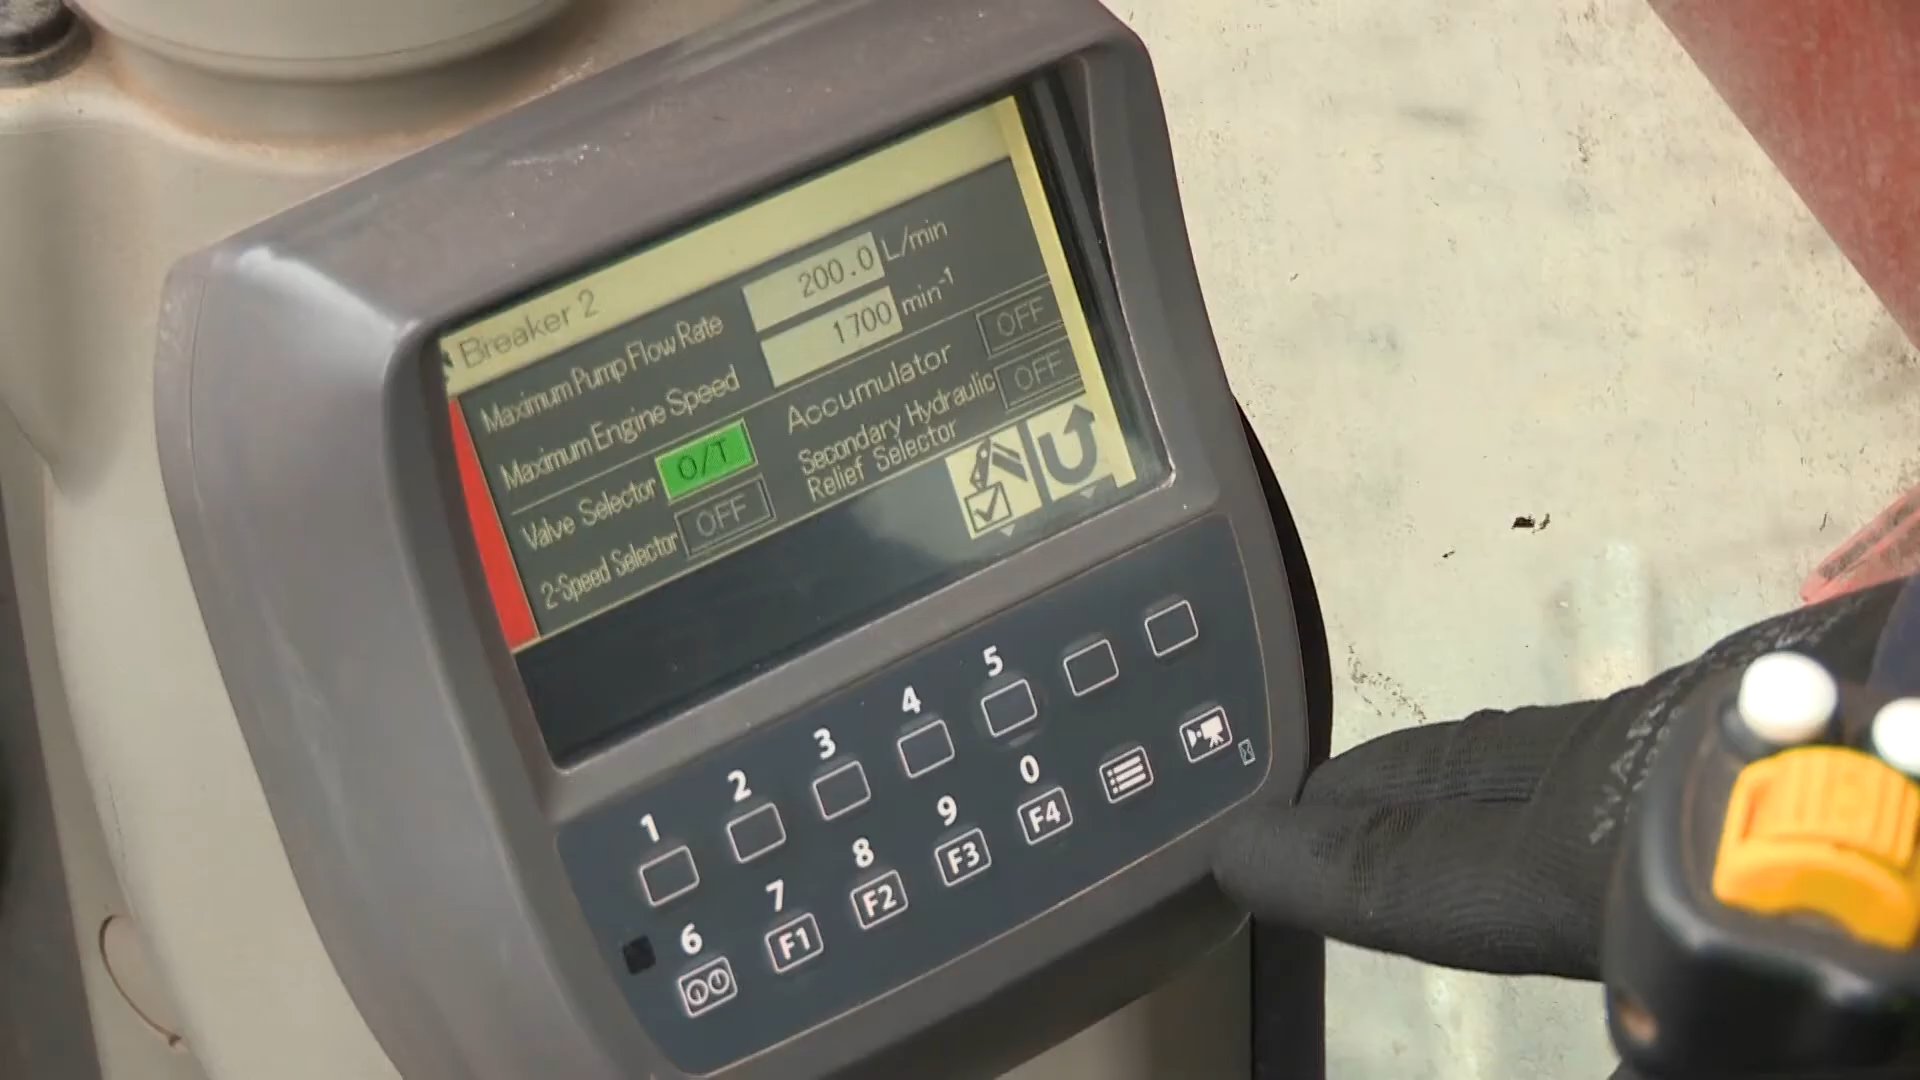 Breaker 2
Maximum Pump Flow Rate 200.0 L/min
Maximum Engine Speed 1700 min-1
Valve Selector O/T
Accumulator OFF
2-Speed Selector OFF
Secondary Hydraulic
Relief Selector OFF
1 2 3 4 5
6 7 8 9 0
F1 F2 F3 F4